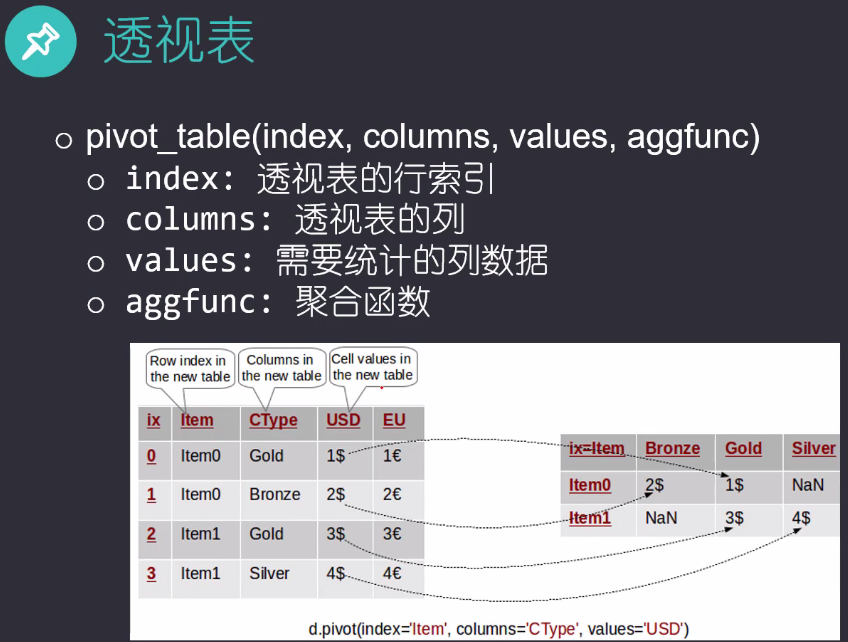 透视表
pivot_table(index, columns, values, aggfunc)
index: 透视表的行索引
columns: 透视表的列
values: 需要统计的列数据
aggfunc: 聚合函数
Row index in
the new table
Columns in
the new table
Cell values in
the new table
ix Item CType USD EU
0 Item0 Gold 1$ 1€
1 Item0 Bronze 2$ 2€
2 Item1 Gold 3$ 3€
3 Item1 Silver 4$ 4€
ix=Item Bronze Gold Silver
Item0 2$ 1$ NaN
Item1 NaN 3$ 4$
d.pivot(index='Item', columns='CType', values='USD')